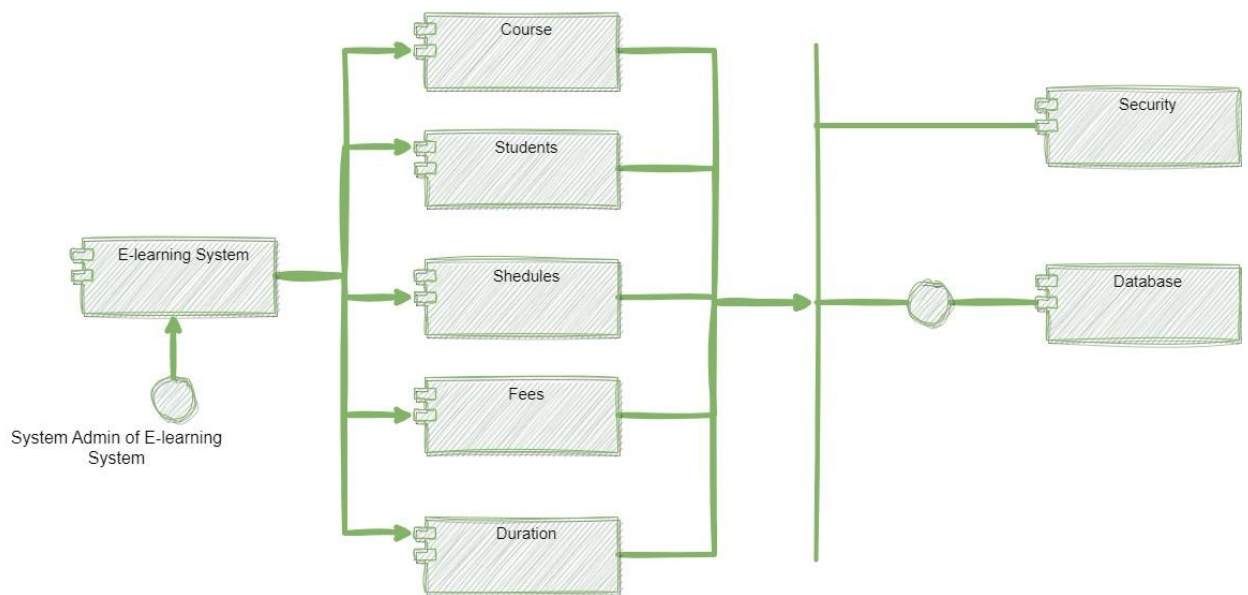 Course
Students
E-learning System
Shedules
Fees
Duration
System Admin of E-learning
System
Security
Database